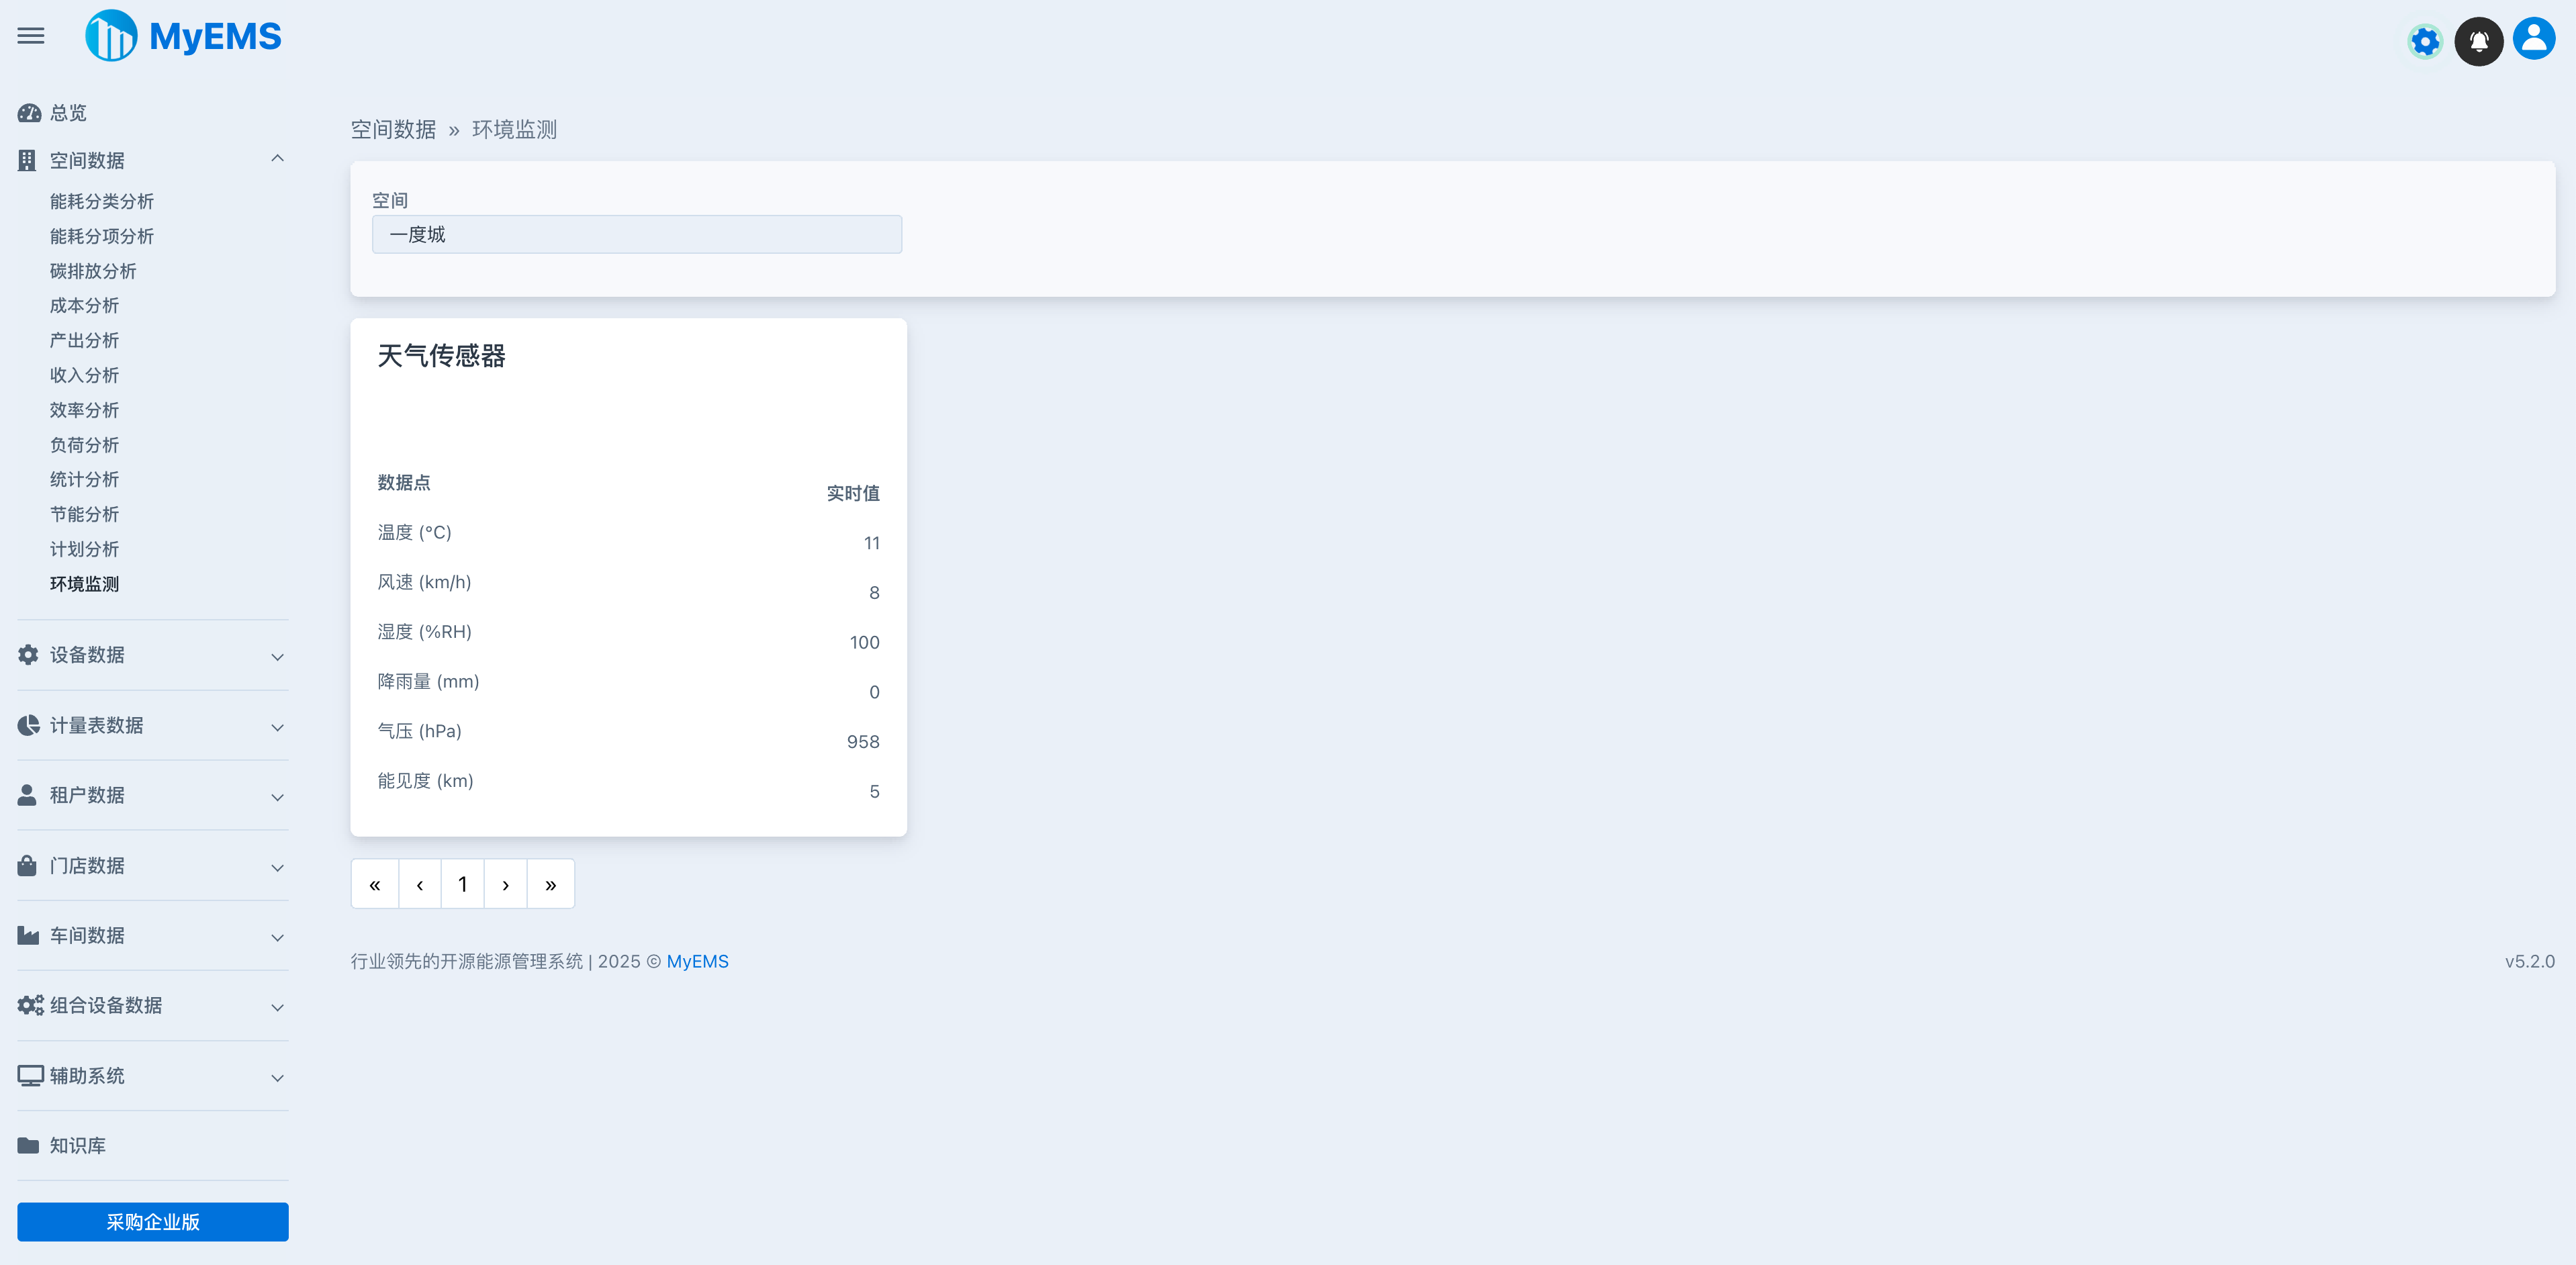 MyEMS
总览
空间数据
能耗分类分析
能耗分项分析
碳排放分析
成本分析
产出分析
收入分析
效率分析
负荷分析
统计分析
节能分析
计划分析
环境监测
设备数据
计量表数据
租户数据
门店数据
车间数据
组合设备数据
辅助系统
知识库
采购企业版
空间数据 » 环境监测
空间
一度城
天气传感器
数据点 实时值
温度 (°C) 11
风速 (km/h) 8
湿度 (%RH) 100
降雨量 (mm) 0
气压 (hPa) 958
能见度 (km) 5
« ‹ 1 › »
行业领先的开源能源管理系统 | 2025 © MyEMS
v5.2.0